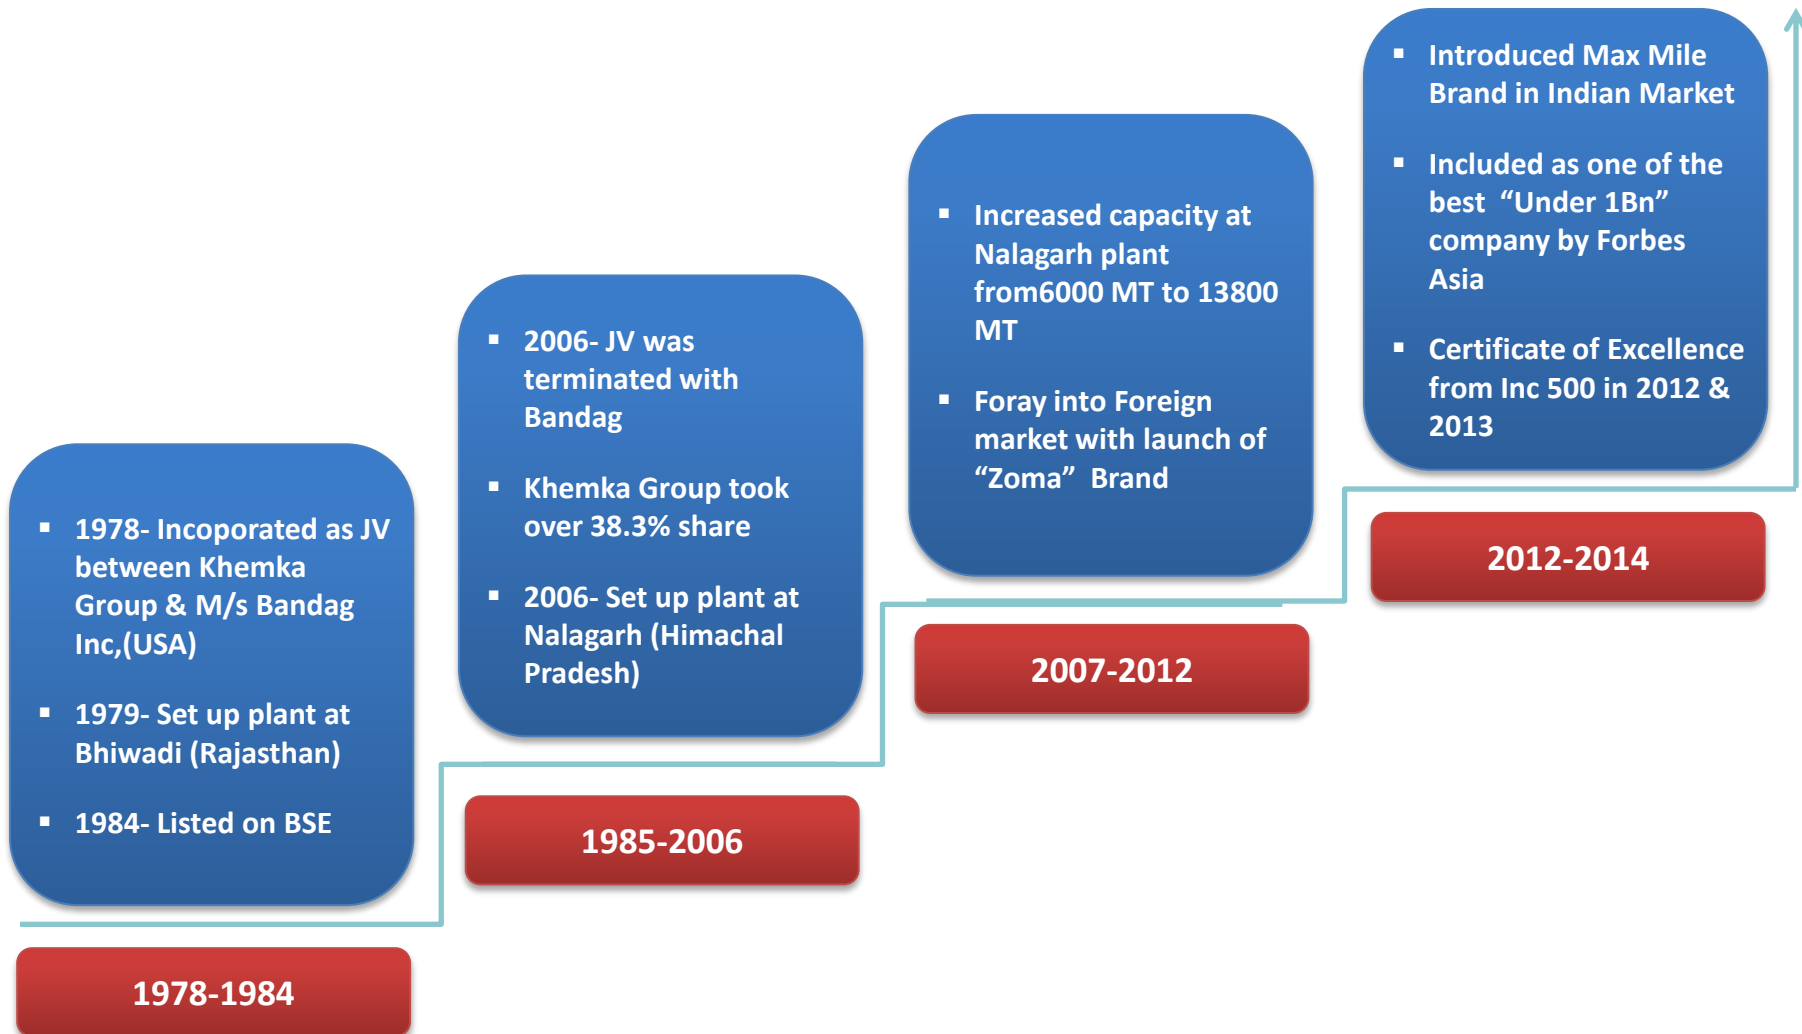 ▪ 1978- Incoporated as JV
between Khemka
Group & M/s Bandag
Inc,(USA)
▪ 1979- Set up plant at
Bhiwadi (Rajasthan)
▪ 1984- Listed on BSE
1978-1984
▪ 2006- JV was
terminated with
Bandag
▪ Khemka Group took
over 38.3% share
▪ 2006- Set up plant at
Nalagarh (Himachal
Pradesh)
1985-2006
▪ Increased capacity at
Nalagarh plant
from6000 MT to 13800
MT
▪ Foray into Foreign
market with launch of
“Zoma”  Brand
2007-2012
▪ Introduced Max Mile
Brand in Indian Market
▪ Included as one of the
best  “Under 1Bn”
company by Forbes
Asia
▪ Certificate of Excellence
from Inc 500 in 2012 &
2013
2012-2014